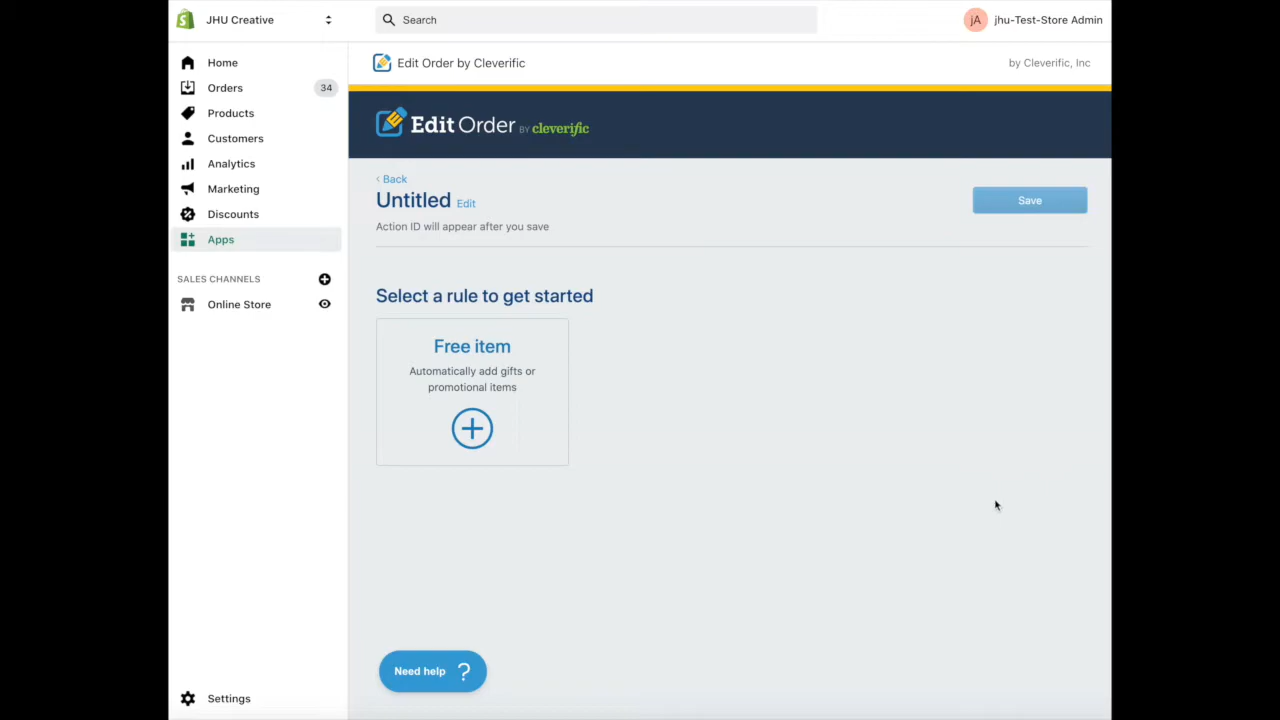 JHU Creative
Search
jA
jhu-Test-Store Admin
Home
Orders
34
Products
Customers
Analytics
Marketing
Discounts
Apps
SALES CHANNELS
Online Store
Settings
Edit Order by Cleverific
by Cleverific, Inc
Edit Order BY cleverific
‹ Back
Untitled Edit
Save
Action ID will appear after you save
Select a rule to get started
Free item
Automatically add gifts or
promotional items
Need help ?